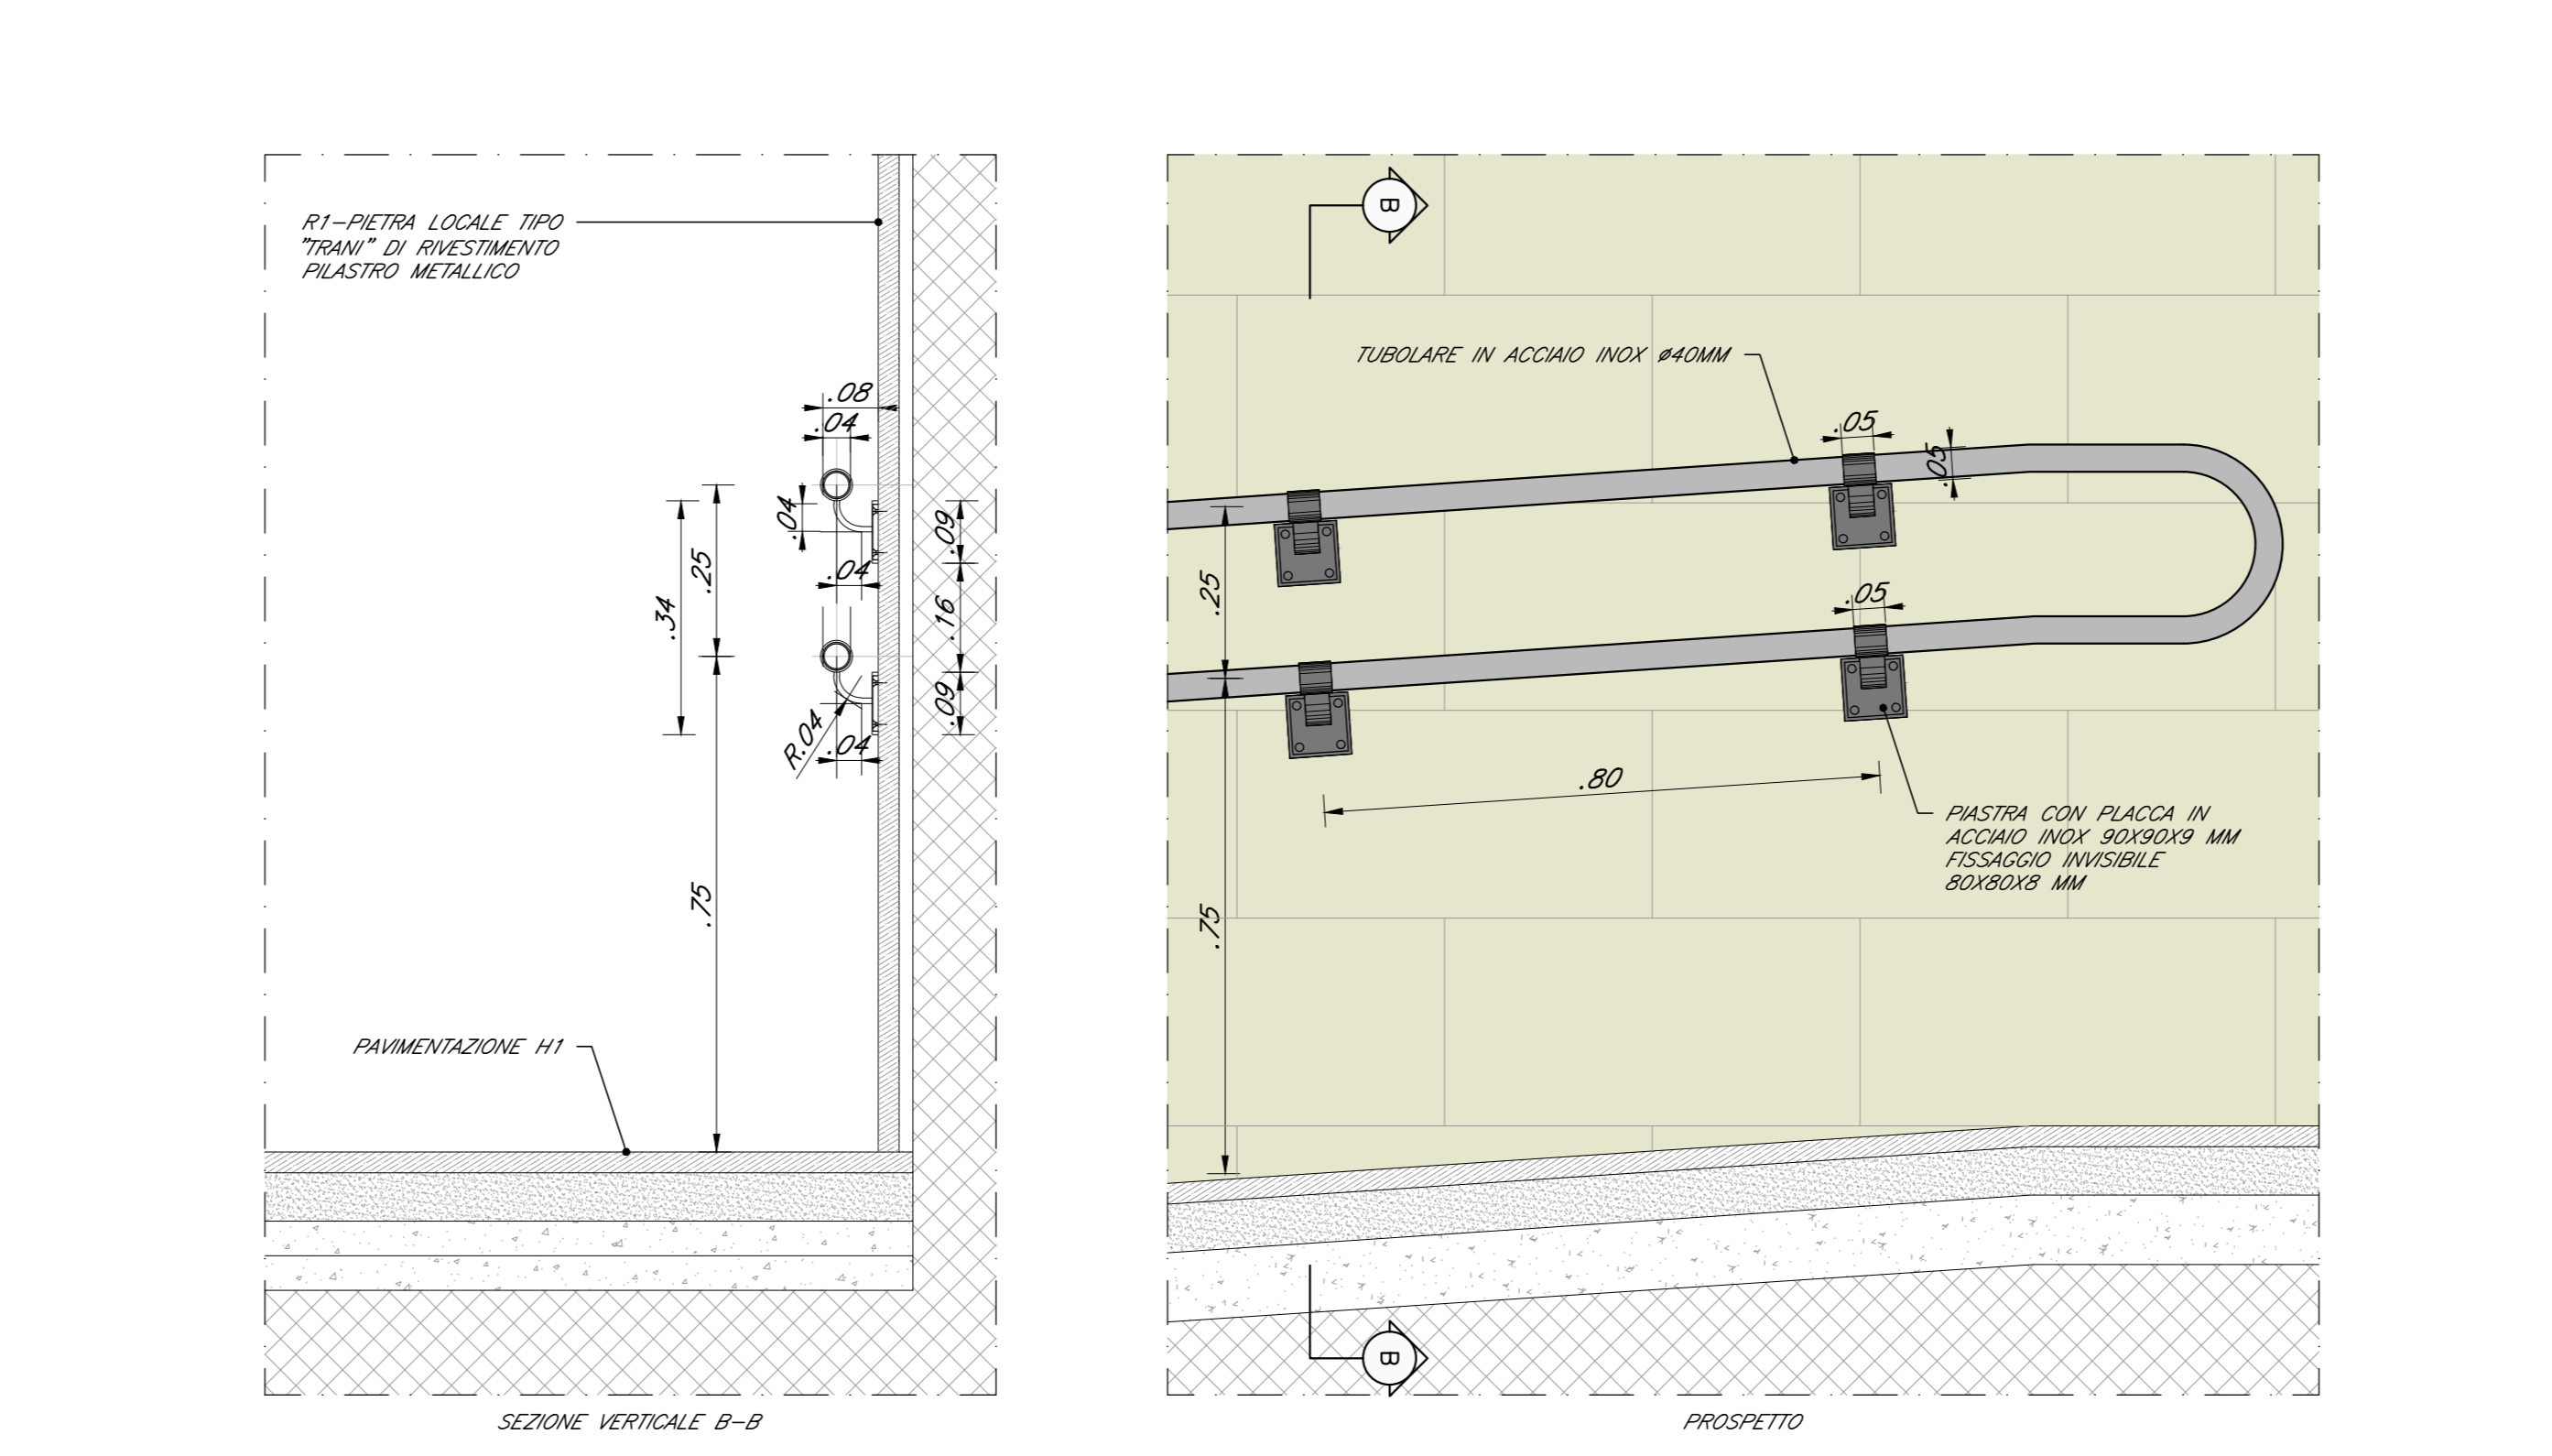 R1-PIETRA LOCALE TIPO
"TRANI" DI RIVESTIMENTO
PILASTRO METALLICO
.08
.04
.04
.04
.09
.25
.34
.16
.09
R.04
.04
.75
PAVIMENTAZIONE H1
SEZIONE VERTICALE B-B
B
TUBOLARE IN ACCIAIO INOX Ø40MM
.05
.05
.25
.05
.80
PIASTRA CON PLACCA IN
ACCIAIO INOX 90X90X9 MM
FISSAGGIO INVISIBILE
80X80X8 MM
.75
B
PROSPETTO